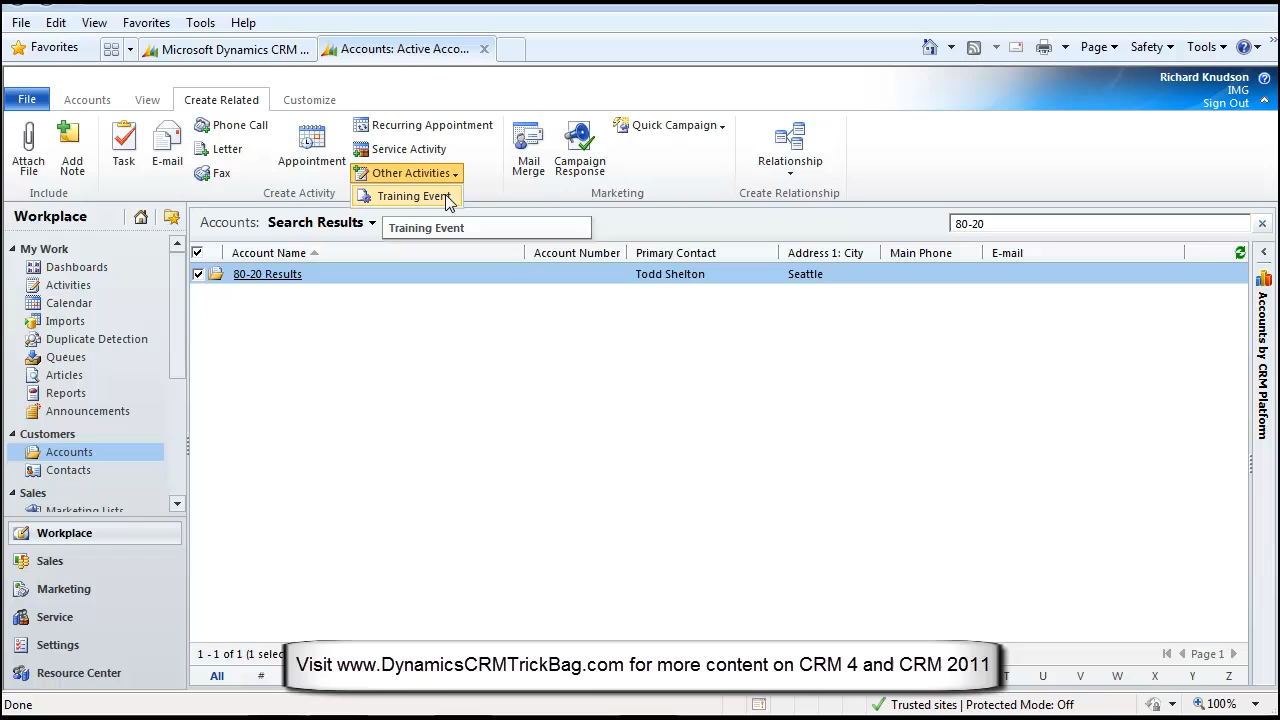 File Edit View Favorites Tools Help
Favorites Microsoft Dynamics CRM ... Accounts: Active Acco... Page Safety Tools
Richard Knudson
IMG
Sign Out
File Accounts View Create Related Customize
Attach File
Add Note
Include
Task
E-mail
Phone Call
Letter
Fax
Appointment
Recurring Appointment
Service Activity
Other Activities
Create Activity
Training Event
Training Event
Mail Merge
Campaign Response
Quick Campaign
Marketing
Relationship
Create Relationship
Workplace
My Work
Dashboards
Activities
Calendar
Imports
Duplicate Detection
Queues
Articles
Reports
Announcements
Customers
Accounts
Contacts
Sales
Marketing Lists
Workplace
Sales
Marketing
Service
Settings
Resource Center
Accounts: Search Results 80-20
Account Name Account Number Primary Contact Address 1: City Main Phone E-mail
80-20 Results Todd Shelton Seattle
Accounts by CRM Platform
1 - 1 of 1 (1 selec Page 1
All # T U V W X Y Z
Visit www.DynamicsCRMTrickBag.com for more content on CRM 4 and CRM 2011
Done Trusted sites | Protected Mode: Off 100%